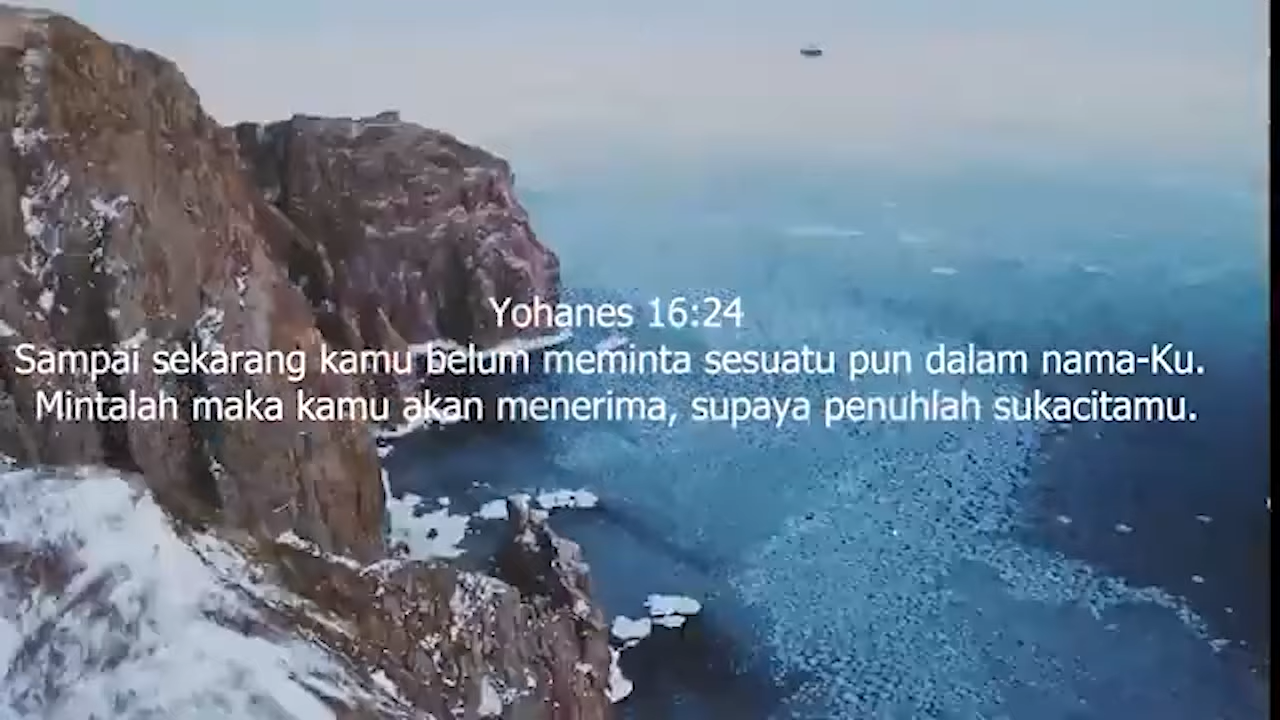 Yohanes 16:24
Sampai sekarang kamu belum meminta sesuatu pun dalam nama-Ku.
Mintalah maka kamu akan menerima, supaya penuhlah sukacitamu.